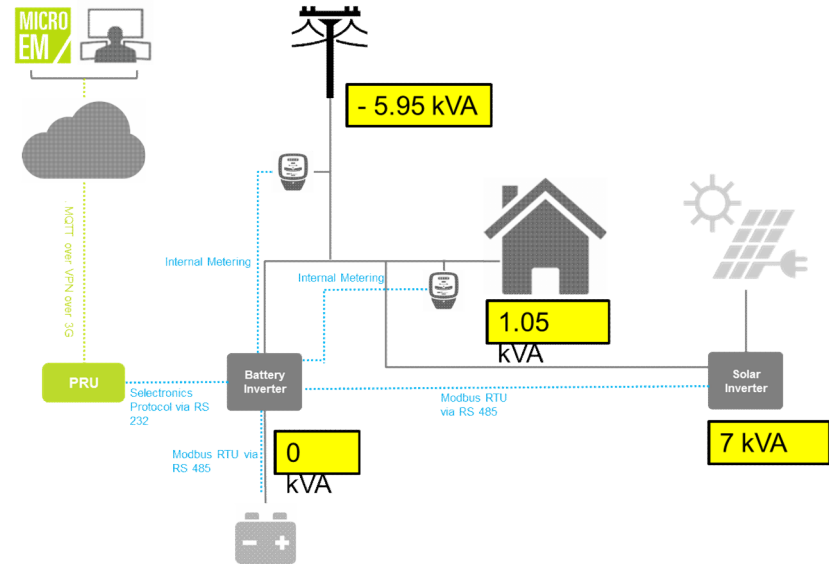 MICRO
EM
- 5.95 kVA
Internal Metering
Internal Metering
MQTT over VPN over 3G
1.05
kVA
PRU
Battery
Inverter
Solar
Inverter
Selectronics
Protocol via RS
232
Modbus RTU
via RS 485
7 kVA
Modbus RTU via
RS 485
0
kVA